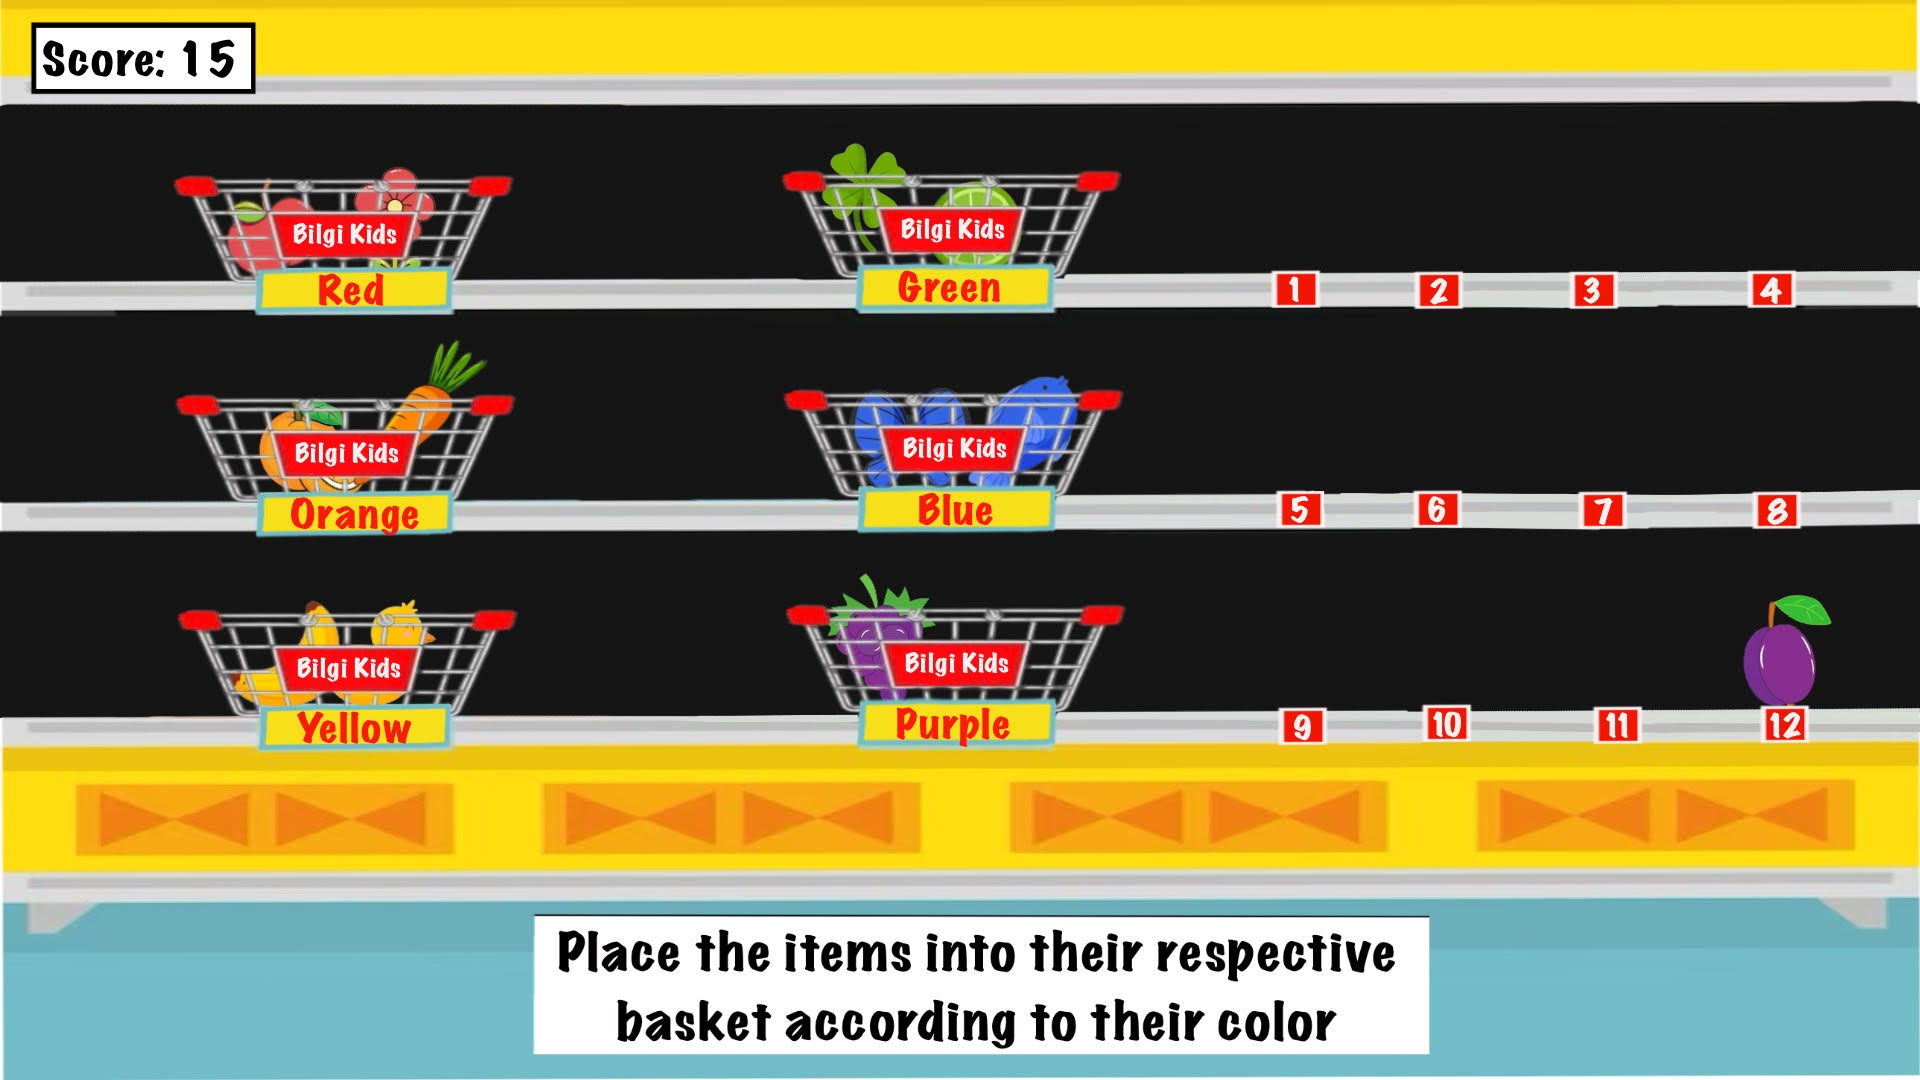 Score: 15
Bilgi Kids
Bilgi Kids
Red
Green
1
2
3
4
Bilgi Kids
Bilgi Kids
Orange
Blue
5
6
7
8
Bilgi Kids
Bilgi Kids
Yellow
Purple
9
10
11
12
Place the items into their respective
basket according to their color